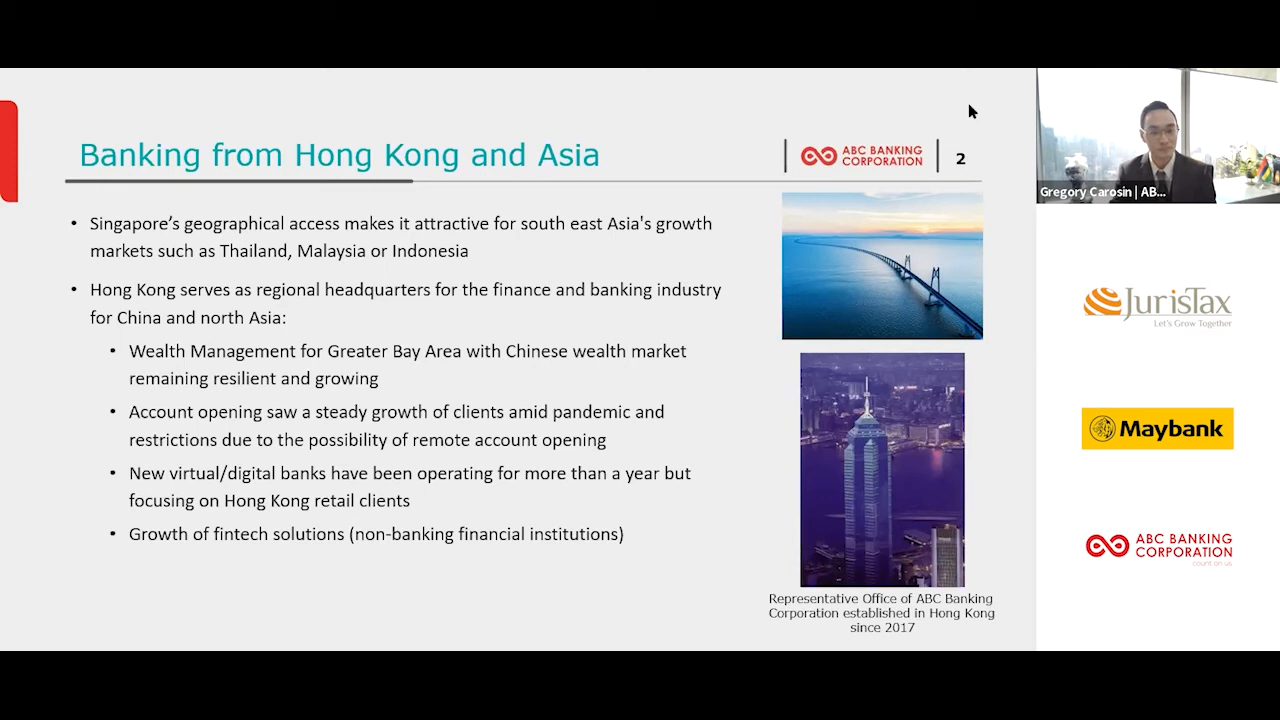 Banking from Hong Kong and Asia
ABC BANKING
CORPORATION
2
• Singapore’s geographical access makes it attractive for south east Asia's growth
markets such as Thailand, Malaysia or Indonesia
• Hong Kong serves as regional headquarters for the finance and banking industry
for China and north Asia:
• Wealth Management for Greater Bay Area with Chinese wealth market
remaining resilient and growing
• Account opening saw a steady growth of clients amid pandemic and
restrictions due to the possibility of remote account opening
• New virtual/digital banks have been operating for more than a year but
focusing on Hong Kong retail clients
• Growth of fintech solutions (non-banking financial institutions)
Representative Office of ABC Banking
Corporation established in Hong Kong
since 2017
Gregory Carosin | AB...
JurisTax
Let's Grow Together
Maybank
ABC BANKING
CORPORATION
count on us